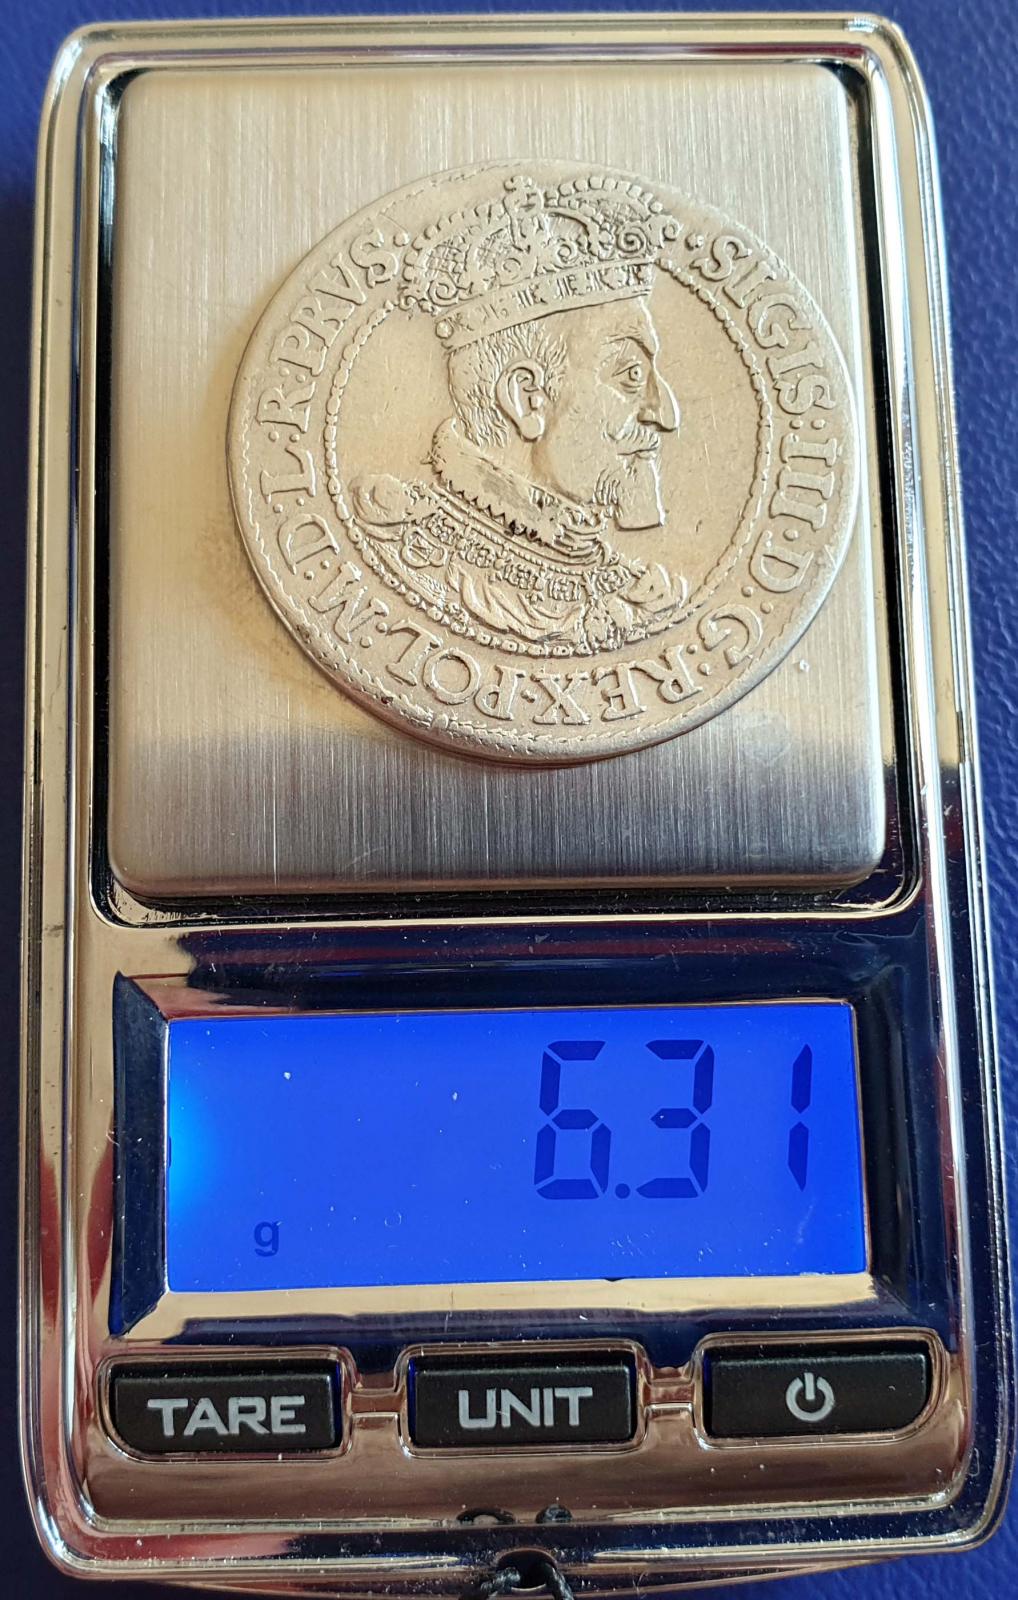 ·SIGIS·III·D:G:REX·POL:M:D:L:R:PRVS·
6.31
g
TARE UNIT